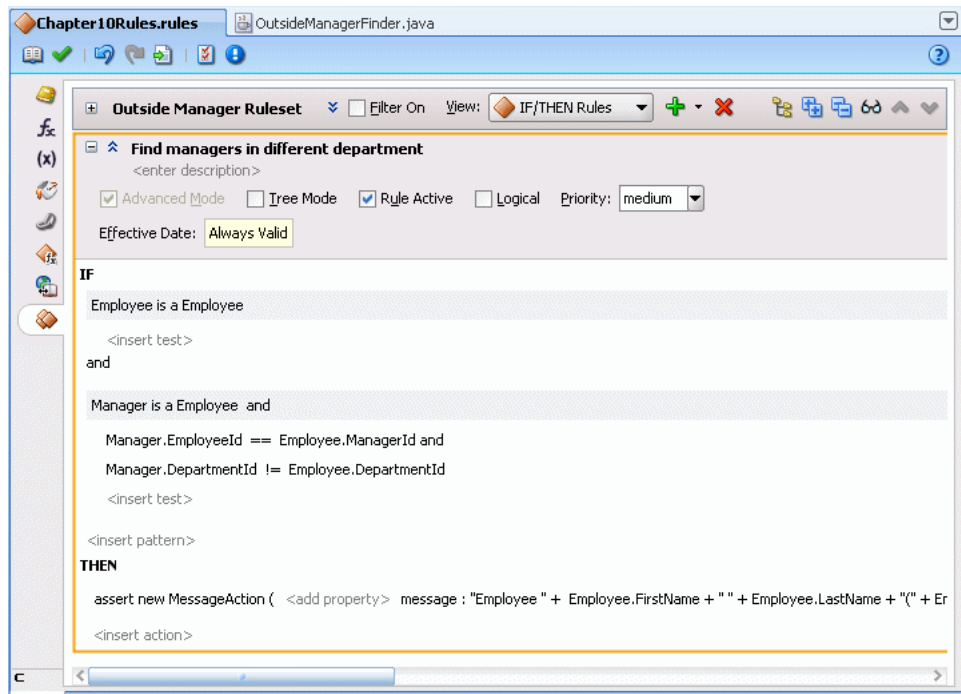 Chapter10Rules.rules OutsideManagerFinder.java
Outside Manager Ruleset Filter On View: IF/THEN Rules
Find managers in different department
<enter description>
Advanced Mode Tree Mode Rule Active Logical Priority: medium
Effective Date: Always Valid
IF
Employee is a Employee
<insert test>
and
Manager is a Employee and
Manager.EmployeeId == Employee.ManagerId and
Manager.DepartmentId != Employee.DepartmentId
<insert test>
<insert pattern>
THEN
assert new MessageAction ( <add property> message : "Employee " + Employee.FirstName + " " + Employee.LastName + "(" + Er
<insert action>